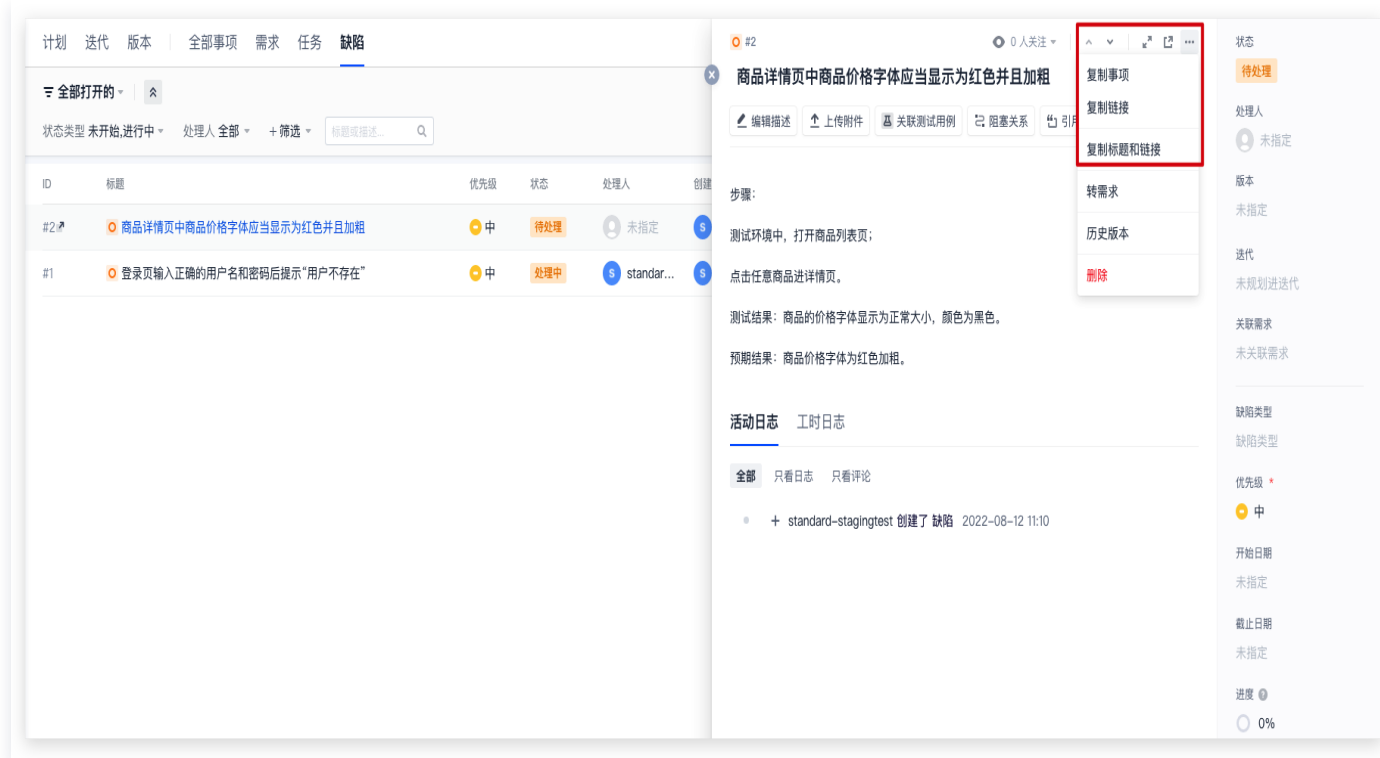 计划 迭代 版本 全部事项 需求 任务 缺陷
全部打开的
状态类型 未开始,进行中 处理人 全部 +筛选 标题或描述...
ID 标题 优先级 状态 处理人 创建
#2 商品详情页中商品价格字体应当显示为红色并且加粗 中 待处理 未指定 S
#1 登录页输入正确的用户名和密码后提示“用户不存在” 中 处理中 S standar... S
#2 0 人关注 ...
商品详情页中商品价格字体应当显示为红色并且加粗
编辑描述 上传附件 关联测试用例 阻塞关系 引
复制事项
复制链接
复制标题和链接
转需求
历史版本
删除
步骤：
测试环境中，打开商品列表页；
点击任意商品进详情页。
测试结果：商品的价格字体显示为正常大小，颜色为黑色。
预期结果：商品价格字体为红色加粗。
活动日志 工时日志
全部 只看日志 只看评论
+ standard-stagingtest 创建了 缺陷 2022-08-12 11:10
状态
待处理
处理人
未指定
版本
未指定
迭代
未规划进迭代
关联需求
未关联需求
缺陷类型
缺陷类型
优先级 *
中
开始日期
未指定
截止日期
未指定
进度
0%